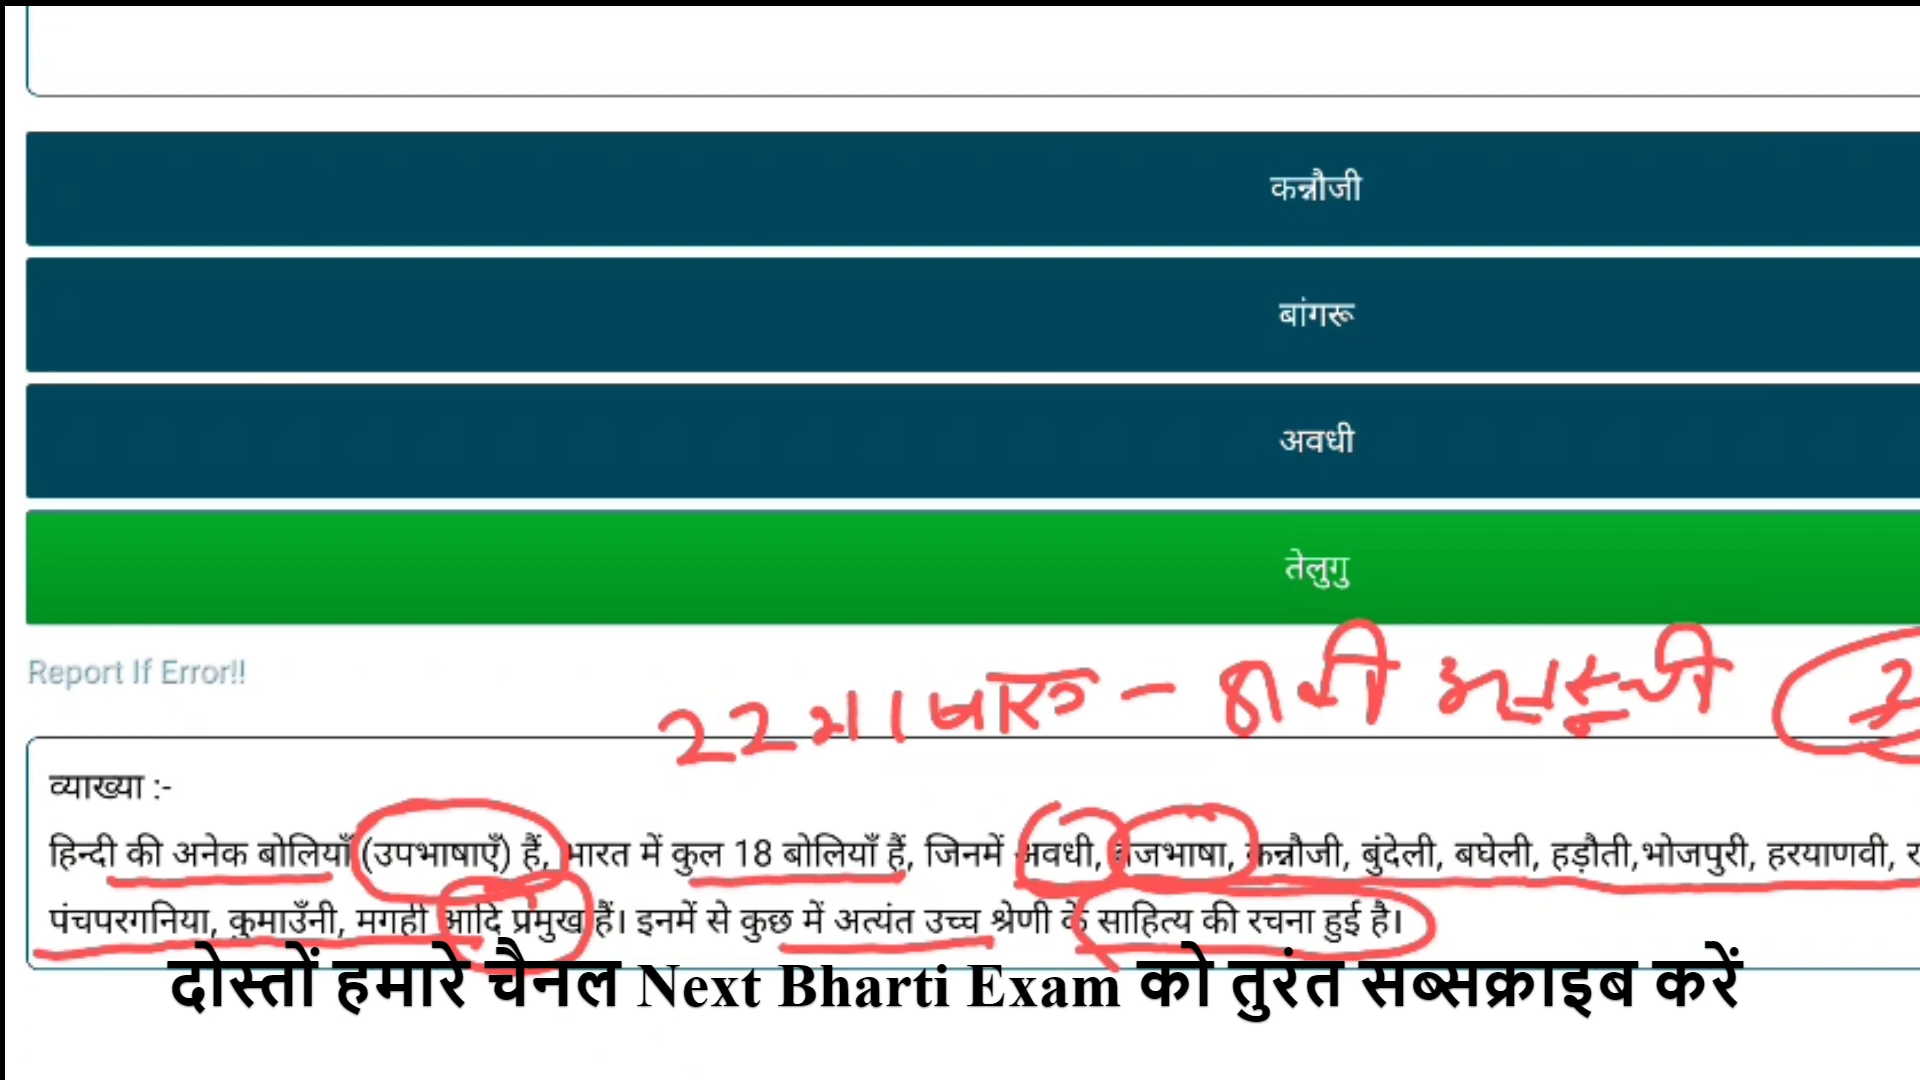 कन्नौजी
बांगरू
अवधी
तेलुगु
Report If Error!!
22
व्याख्या :-
हिन्दी की अनेक बोलियाँ (उपभाषाएँ) हैं, भारत में कुल 18 बोलियाँ हैं, जिनमें अवधी, ब्रजभाषा, कन्नौजी, बुंदेली, बघेली, हड़ौती,भोजपुरी, हरयाणवी,
पंचपरगनिया, कुमाउँनी, मगही आदि प्रमुख हैं। इनमें से कुछ में अत्यंत उच्च श्रेणी के साहित्य की रचना हुई है।
दोस्तों हमारे चैनल Next Bharti Exam को तुरंत सब्सक्राइब करें